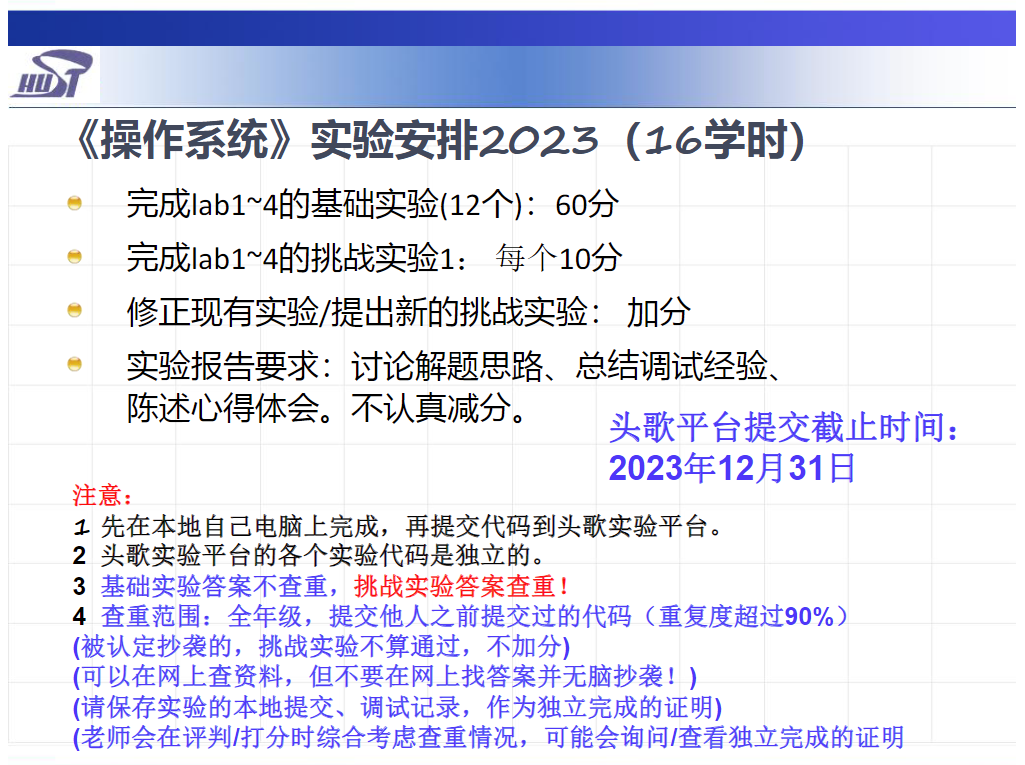 HUST
《操作系统》实验安排2023（16学时）
完成lab1~4的基础实验(12个)：60分
完成lab1~4的挑战实验1： 每个10分
修正现有实验/提出新的挑战实验： 加分
实验报告要求：讨论解题思路、总结调试经验、
陈述心得体会。不认真减分。
头歌平台提交截止时间：
2023年12月31日
注意：
1 先在本地自己电脑上完成，再提交代码到头歌实验平台。
2 头歌实验平台的各个实验代码是独立的。
3 基础实验答案不查重，挑战实验答案查重！
4 查重范围：全年级，提交他人之前提交过的代码（重复度超过90%）
(被认定抄袭的，挑战实验不算通过，不加分)
(可以在网上查资料，但不要在网上找答案并无脑抄袭！)
(请保存实验的本地提交、调试记录，作为独立完成的证明)
(老师会在评判/打分时综合考虑查重情况，可能会询问/查看独立完成的证明